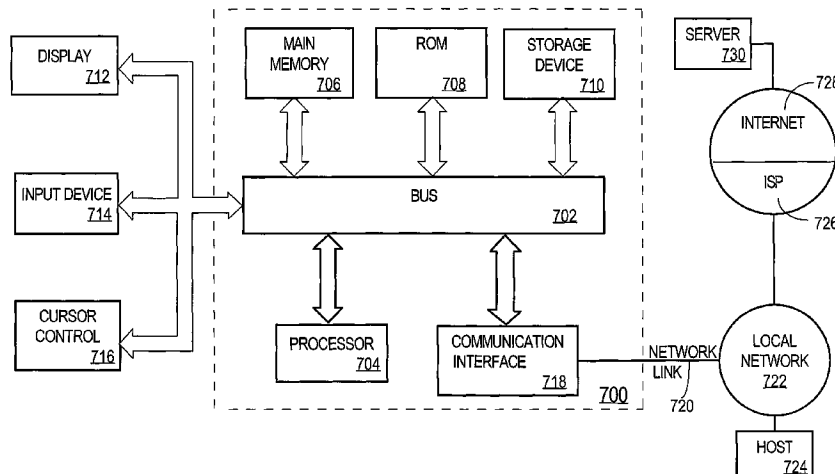 DISPLAY
712
INPUT DEVICE
714
CURSOR
CONTROL
716
MAIN
MEMORY
706
ROM
708
STORAGE
DEVICE
710
BUS
702
PROCESSOR
704
COMMUNICATION
INTERFACE
718
700
NETWORK
LINK
720
SERVER
730
728
INTERNET
ISP
726
LOCAL
NETWORK
722
HOST
724